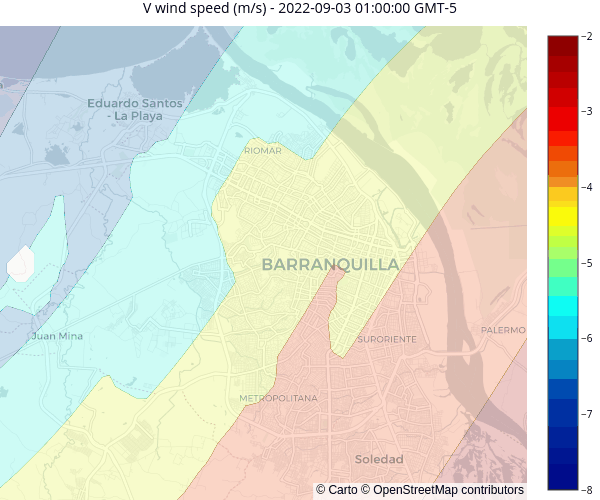 V wind speed (m/s) - 2022-09-03 01:00:00 GMT-5
−2
Eduardo Santos
- La Playa
−3
RIOMAR
−4
BARRANQUILLA
−5
Juan Mina
SURORIENTE
PALERMO
−6
METROPOLITANA
−7
Soledad
−8
© Carto © OpenStreetMap contributors